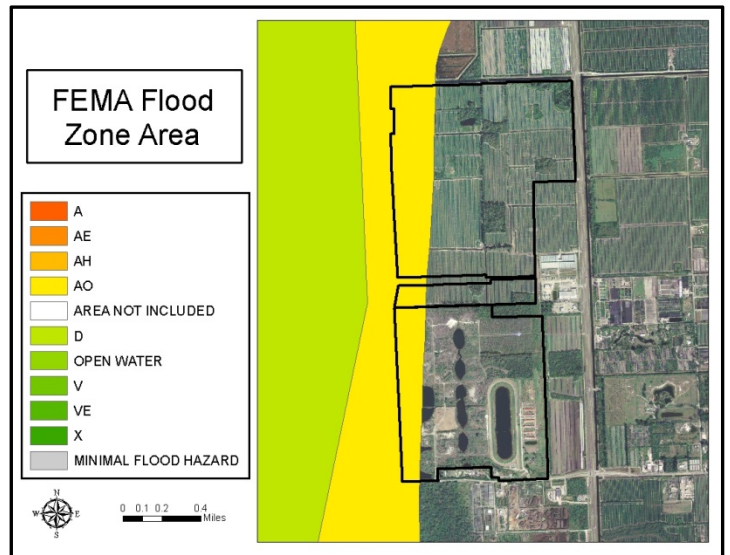 FEMA Flood
Zone Area
A
AE
AH
AO
AREA NOT INCLUDED
D
OPEN WATER
V
VE
X
MINIMAL FLOOD HAZARD
N
W E
S
0 0.1 0.2 0.4
Miles